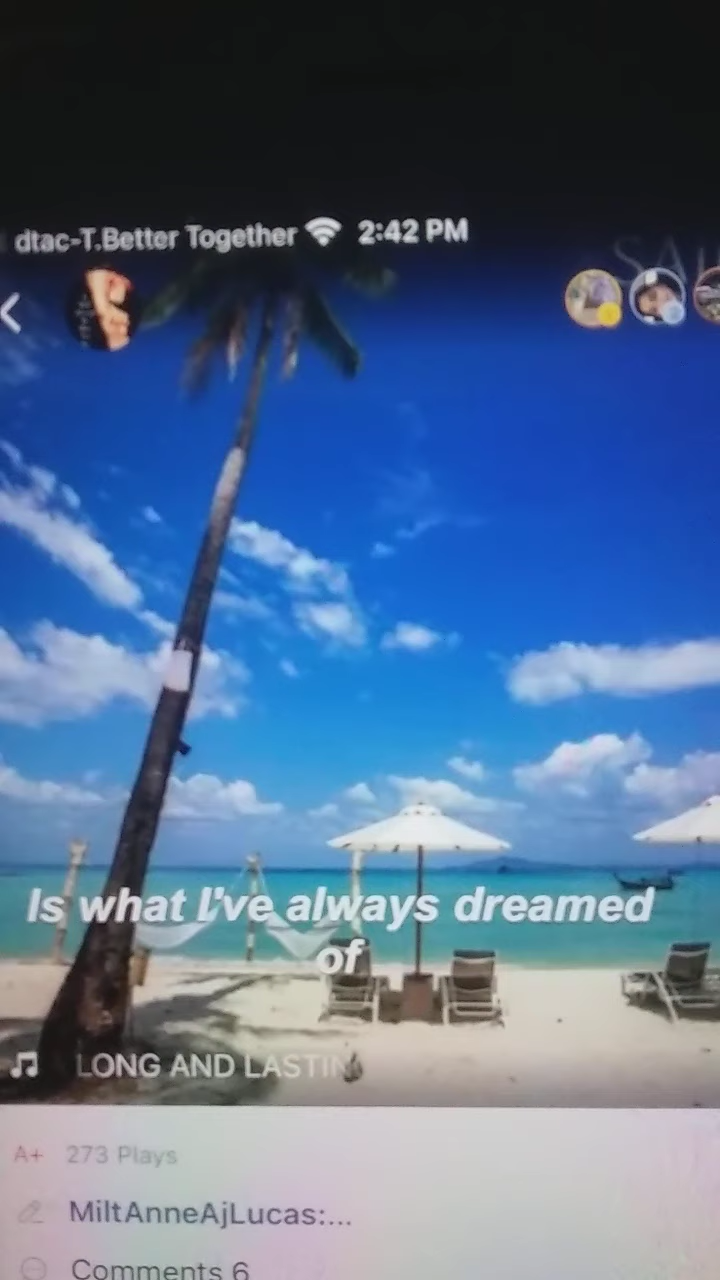 dtac-T.Better Together 2:42 PM
Is what I've always dreamed
of
LONG AND LASTIN
A+ 273 Plays
MiltAnneAjLucas:...
Comments 6